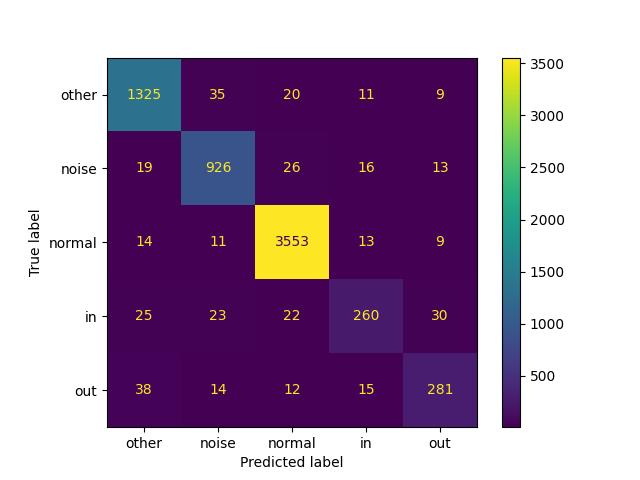 other 1325 35 20 11 9
noise 19 926 26 16 13
normal 14 11 3553 13 9
in 25 23 22 260 30
out 38 14 12 15 281
other noise normal in out
Predicted label
True label
3500
3000
2500
2000
1500
1000
500